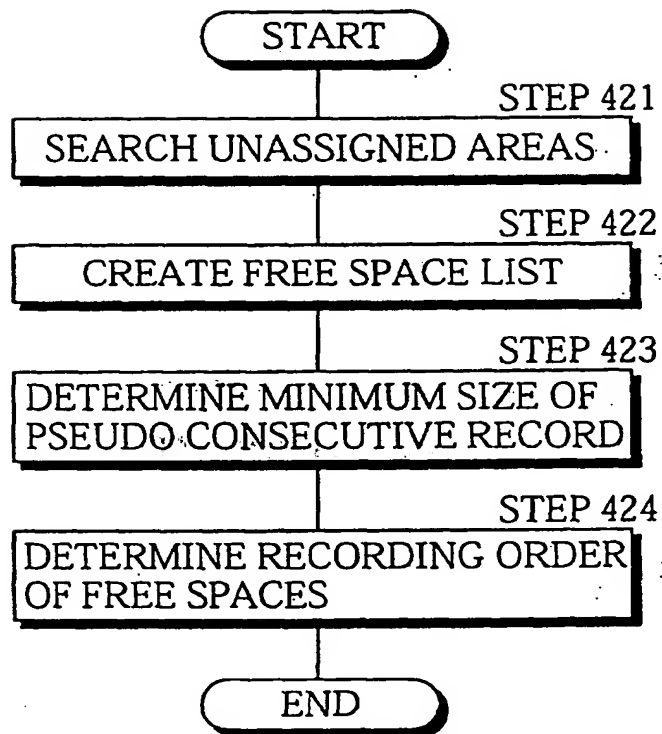 START
STEP 421
SEARCH UNASSIGNED AREAS
STEP 422
CREATE FREE SPACE LIST
STEP 423
DETERMINE MINIMUM SIZE OF
PSEUDO-CONSECUTIVE RECORD
STEP 424
DETERMINE RECORDING ORDER
OF FREE SPACES
END